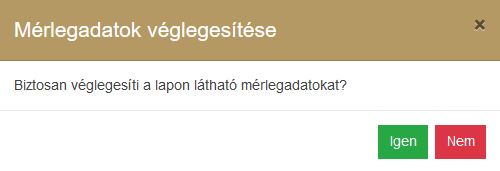 Mérlegadatok véglegesítése
×
Biztosan véglegesíti a lapon látható mérlegadatokat?
Igen
Nem